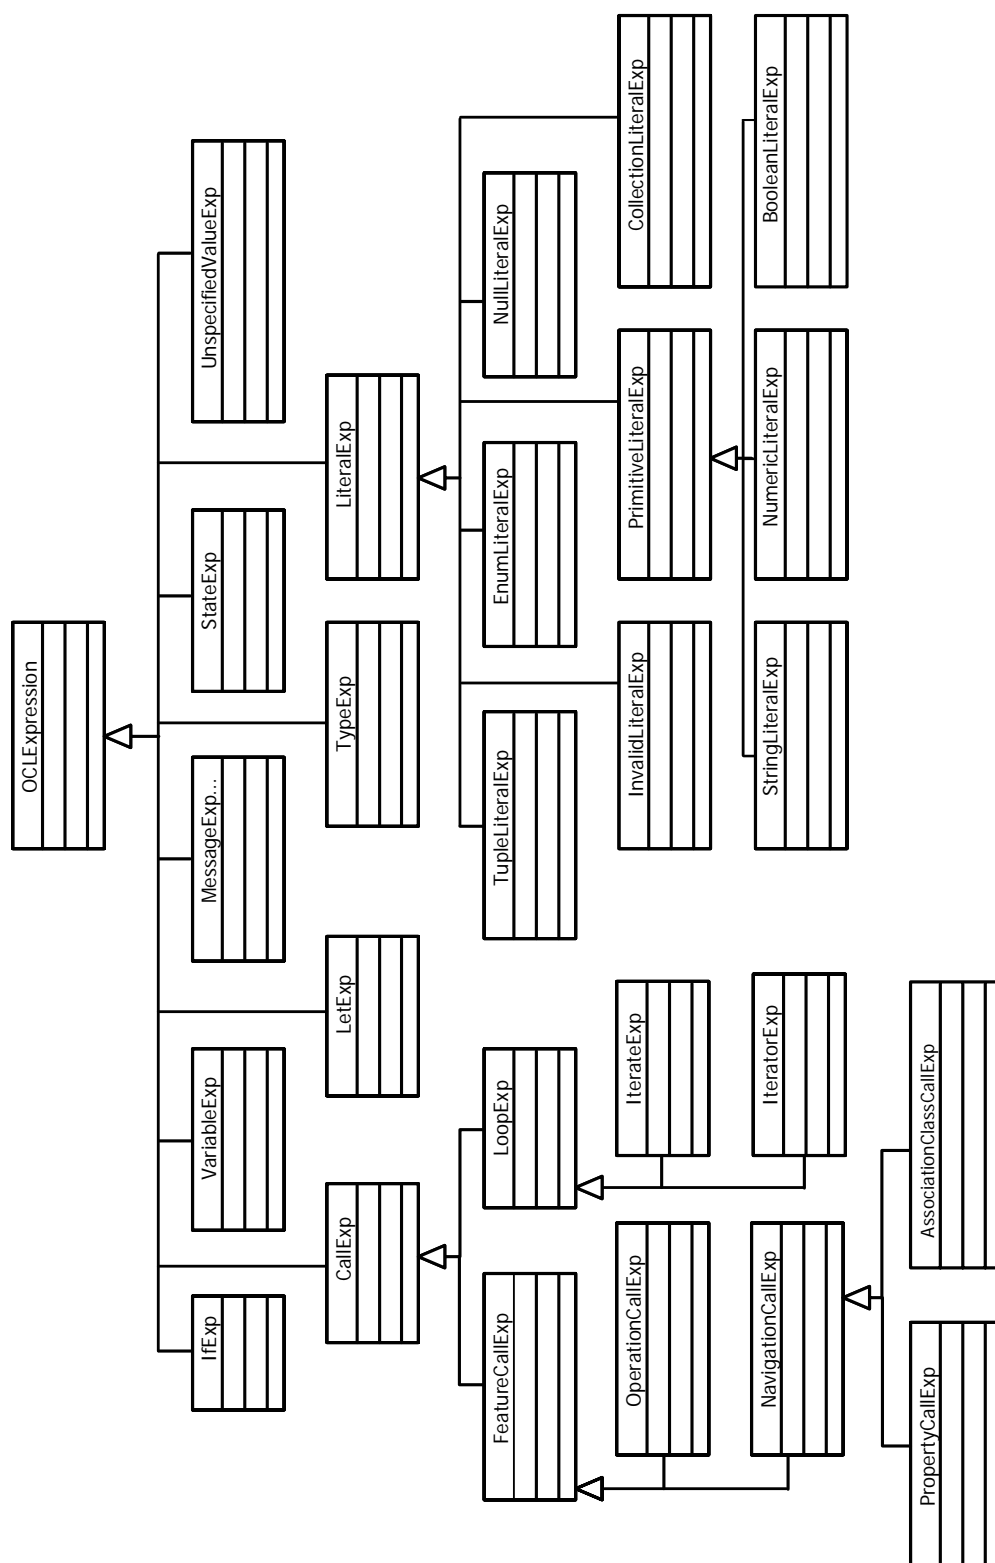 OCLExpression
IfExp
VariableExp
MessageExp...
StateExp
UnspecifiedValueExp
CallExp
LetExp
TypeExp
LiteralExp
FeatureCallExp
LoopExp
TupleLiteralExp
EnumLiteralExp
NullLiteralExp
OperationCallExp
IterateExp
InvalidLiteralExp
PrimitiveLiteralExp
CollectionLiteralExp
NavigationCallExp
IteratorExp
StringLiteralExp
NumericLiteralExp
BooleanLiteralExp
PropertyCallExp
AssociationClassCallExp